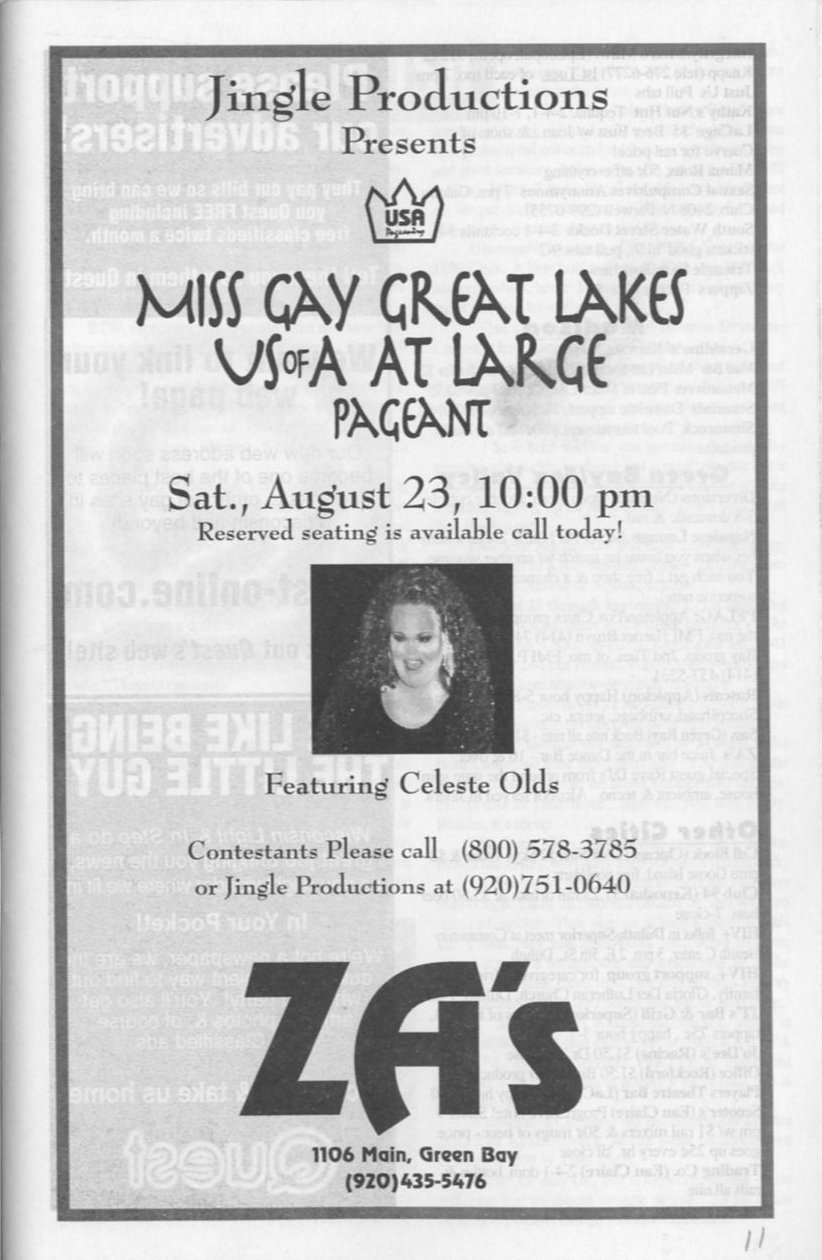 Jingle Productions
Presents
USA
Pageantry
MISS GAY GREAT LAKES
US OF A AT LARGE
PAGEANT
Sat., August 23, 10:00 pm
Reserved seating is available call today!
Featuring Celeste Olds
Contestants Please call (800) 578-3785
or Jingle Productions at (920)751-0640
ZA's
1106 Main, Green Bay
(920)435-5476
11